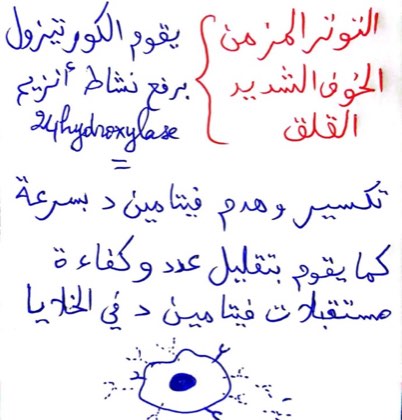 التوتر المزمن
الخوف الشديد
القلق
يقوم الكورتيزول
برفع نشاط أنزيم
24hydroxylase
=
تكسير وهدم فيتامين د بسرعة
كما يقوم بتقليل عدد وكفاءة
مستقبلات فيتامين د في الخلايا